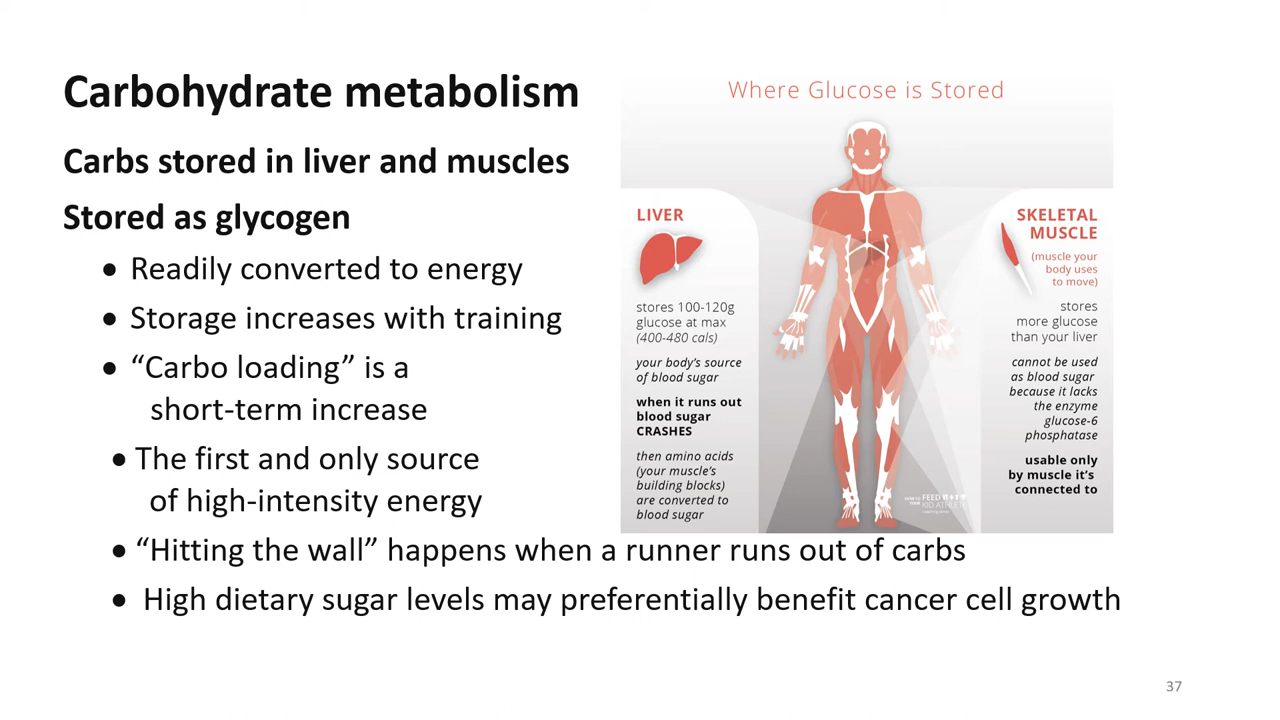 Carbohydrate metabolism
Carbs stored in liver and muscles
Stored as glycogen
• Readily converted to energy
• Storage increases with training
• “Carbo loading” is a
short-term increase
• The first and only source
of high-intensity energy
• “Hitting the wall” happens when a runner runs out of carbs
• High dietary sugar levels may preferentially benefit cancer cell growth
Where Glucose is Stored
LIVER
stores 100-120g
glucose at max
(400-480 cals)
your body's source
of blood sugar
when it runs out
blood sugar
CRASHES
then amino acids
(your muscle's
building blocks)
are converted to
blood sugar
SKELETAL
MUSCLE
(muscle your
body uses
to move)
stores
more glucose
than your liver
cannot be used
as blood sugar
because it lacks
the enzyme
glucose-6
phosphatase
usable only
by muscle it's
connected to
FEED
KID ATHLETE
37